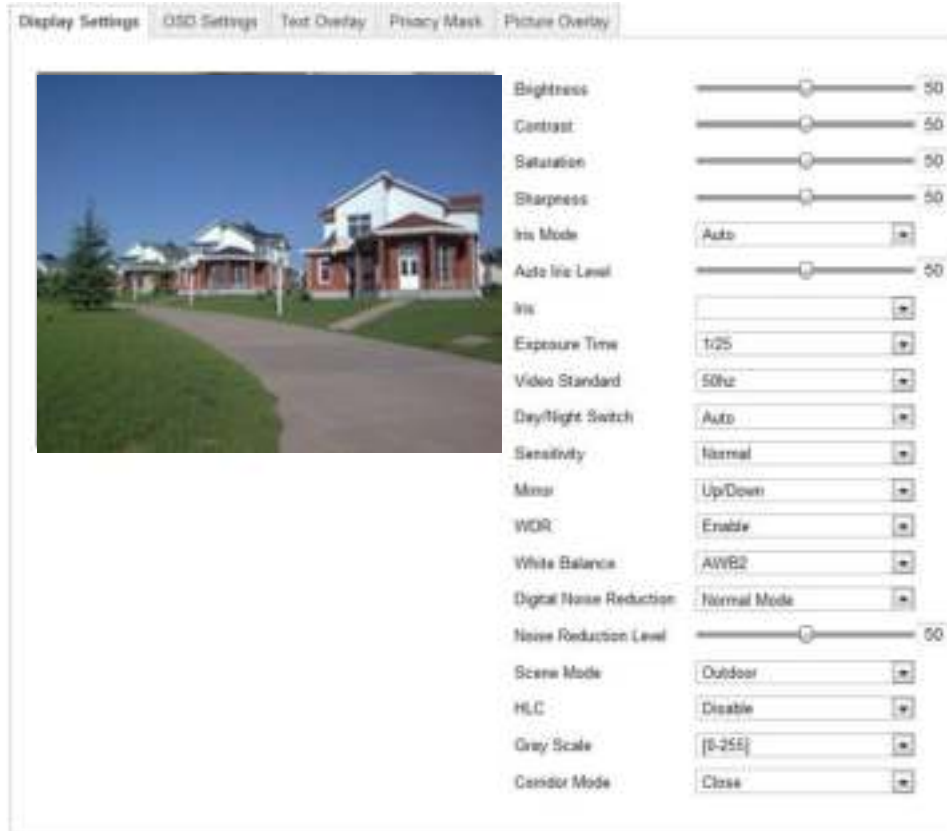 Display Settings OSD Settings Text Overlay Privacy Mask Picture Overlay
Brightness 50
Contrast 50
Saturation 50
Sharpness 50
Iris Mode Auto
Auto Iris Level 50
Iris
Exposure Time 1/25
Video Standard 50hz
Day/Night Switch Auto
Sensitivity Normal
Mirror Up/Down
WDR Enable
White Balance AWB2
Digital Noise Reduction Normal Mode
Noise Reduction Level 50
Scene Mode Outdoor
HLC Disable
Gray Scale [0-255]
Corridor Mode Close